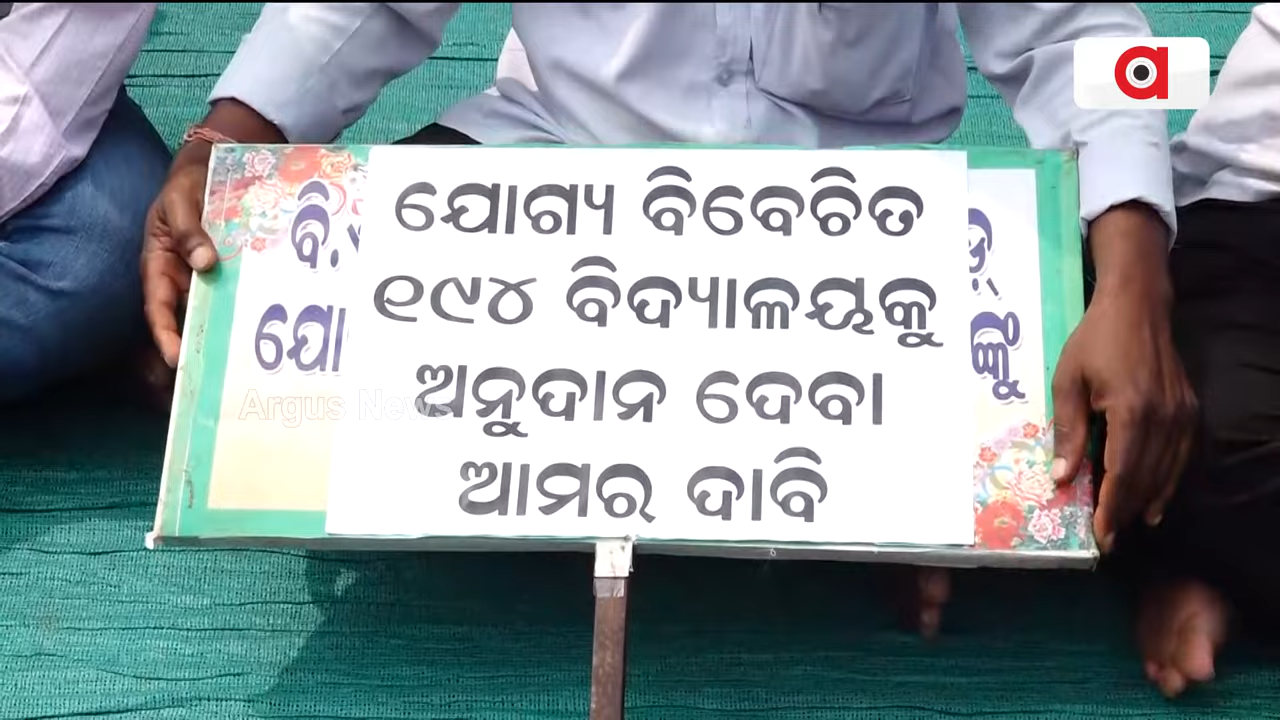 ଯୋଗ୍ୟ ବିବେଚିତ
୧୯୪ ବିଦ୍ୟାଳୟକୁ
ଅନୁଦାନ ଦେବା
ଆମର ଦାବି
ବି.
ଯୋ
Argus News